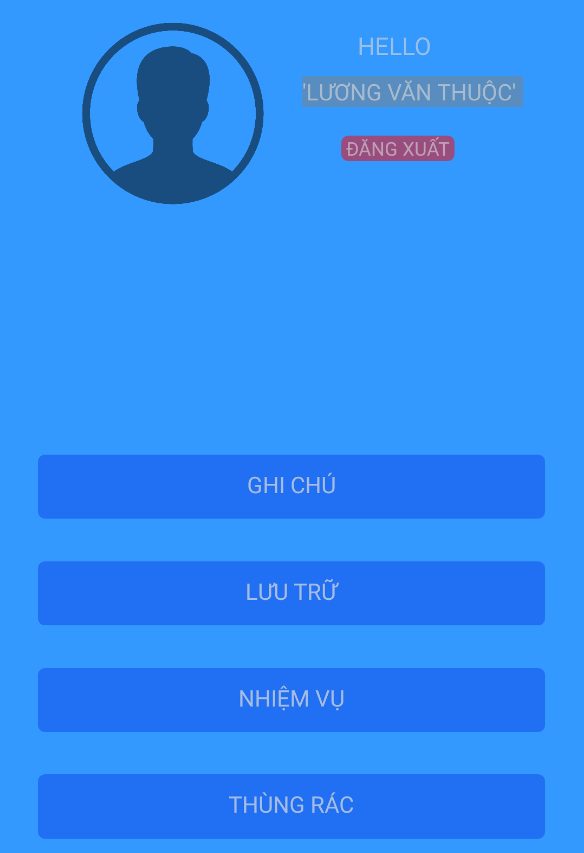 HELLO
'LƯƠNG VĂN THUỘC'
ĐĂNG XUẤT
GHI CHÚ
LƯU TRỮ
NHIỆM VỤ
THÙNG RÁC